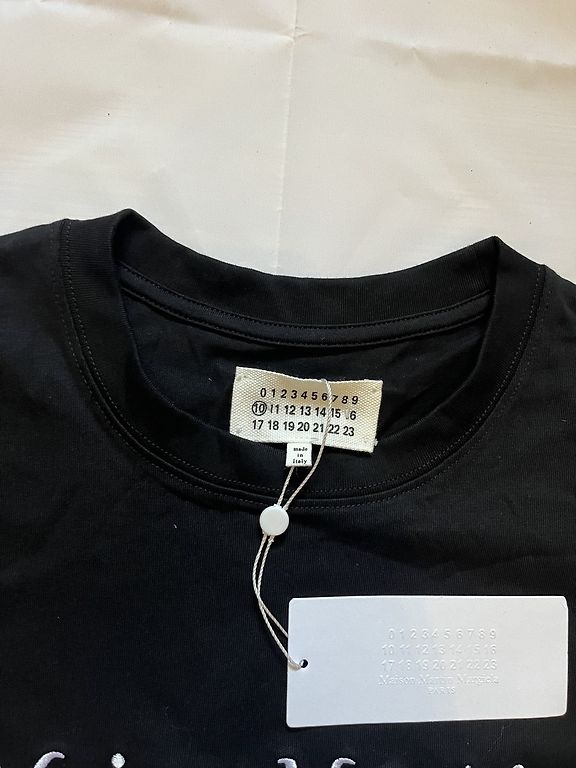 0 1 2 3 4 5 6 7 8 9
10 11 12 13 14 15 16
17 18 19 20 21 22 23
made
in
italy
0 1 2 3 4 5 6 7 8 9
10 11 12 13 14 15 16
17 18 19 20 21 22 23
Maison Martin Margiela
PARIS